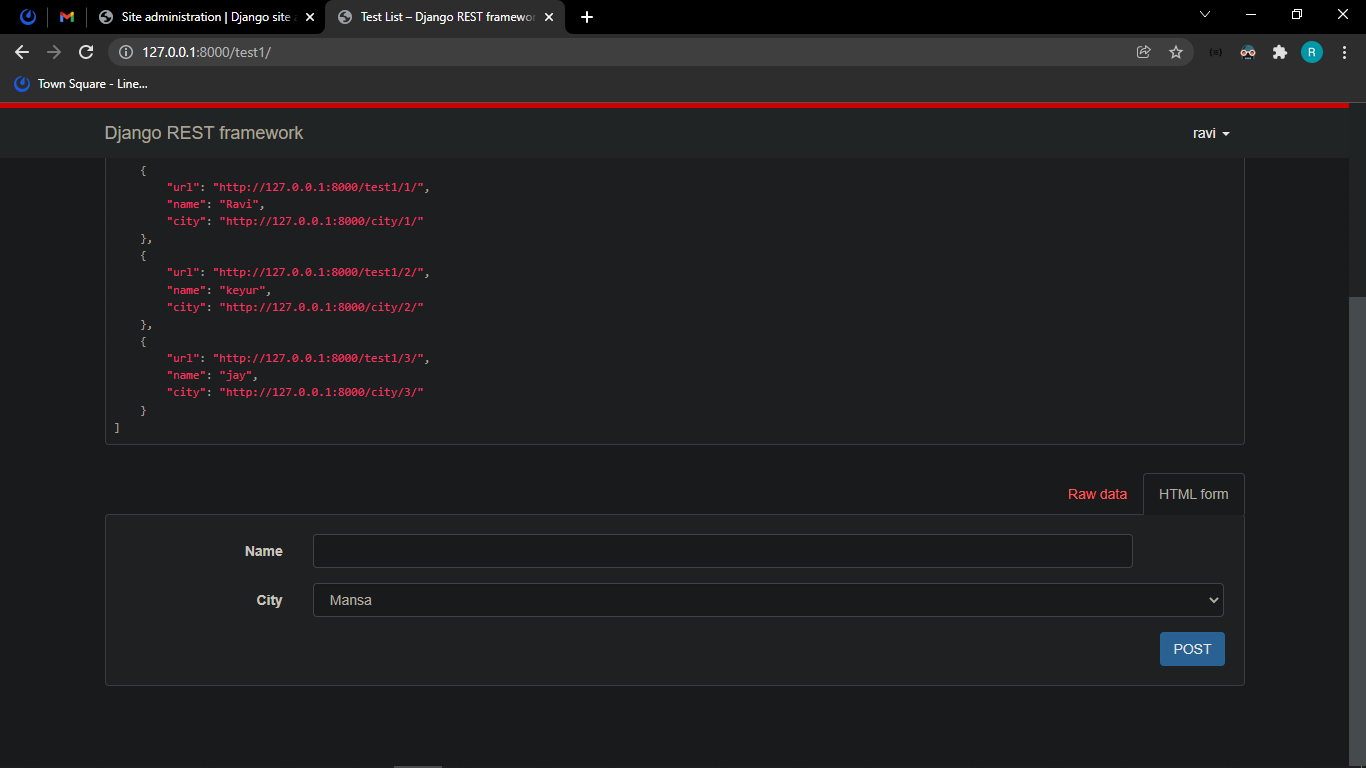 Site administration | Django site a
Test List – Django REST framewor
127.0.0.1:8000/test1/
R
Town Square - Line...
Django REST framework
ravi
{
"url": "http://127.0.0.1:8000/test1/1/",
"name": "Ravi",
"city": "http://127.0.0.1:8000/city/1/"
},
{
"url": "http://127.0.0.1:8000/test1/2/",
"name": "keyur",
"city": "http://127.0.0.1:8000/city/2/"
},
{
"url": "http://127.0.0.1:8000/test1/3/",
"name": "jay",
"city": "http://127.0.0.1:8000/city/3/"
}
]
Raw data
HTML form
Name
City
Mansa
POST